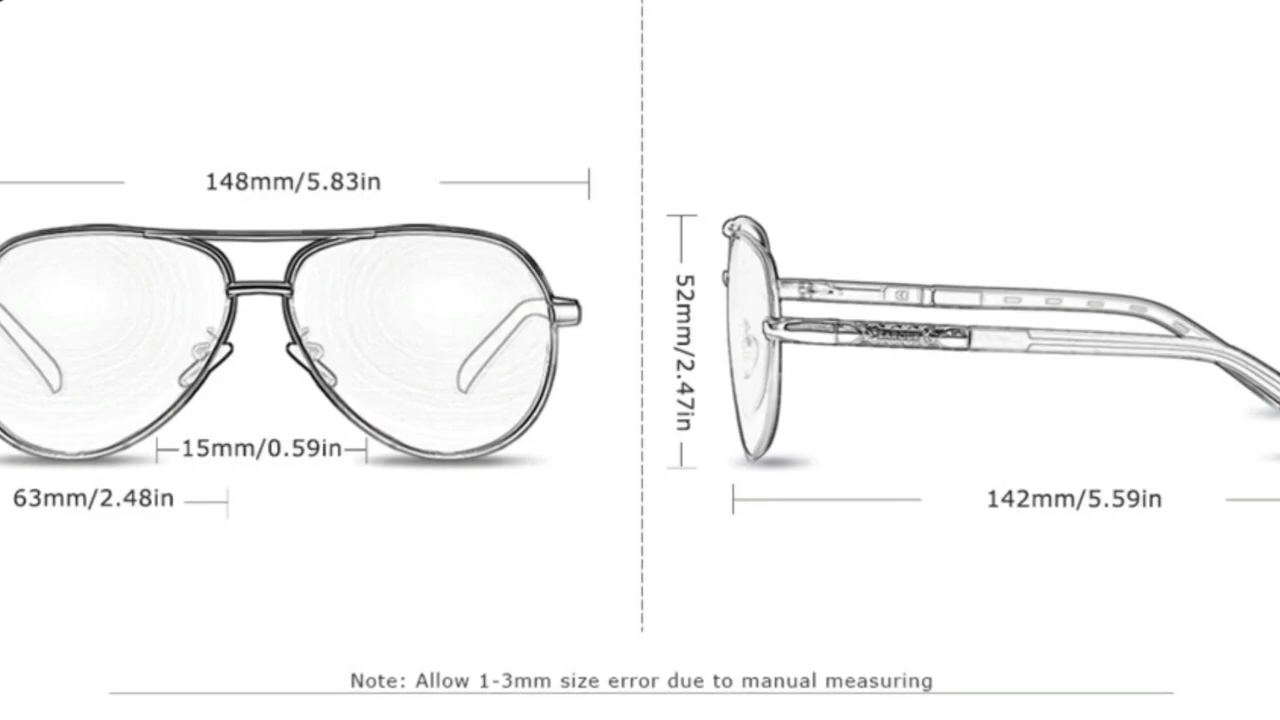 148mm/5.83in
15mm/0.59in
63mm/2.48in
52mm/2.47in
142mm/5.59in
Note: Allow 1-3mm size error due to manual measuring